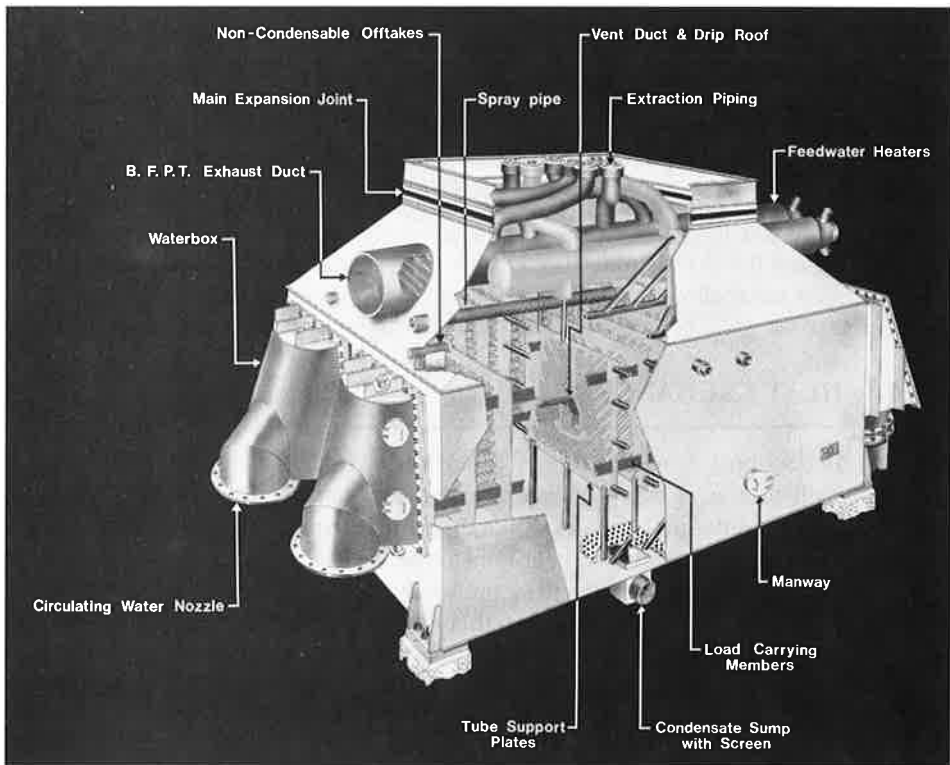 Non-Condensable Offtakes
Vent Duct & Drip Roof
Main Expansion Joint
Spray pipe
Extraction Piping
Feedwater Heaters
B. F. P. T. Exhaust Duct
Waterbox
Circulating Water Nozzle
Manway
Load Carrying
Members
Tube Support
Plates
Condensate Sump
with Screen